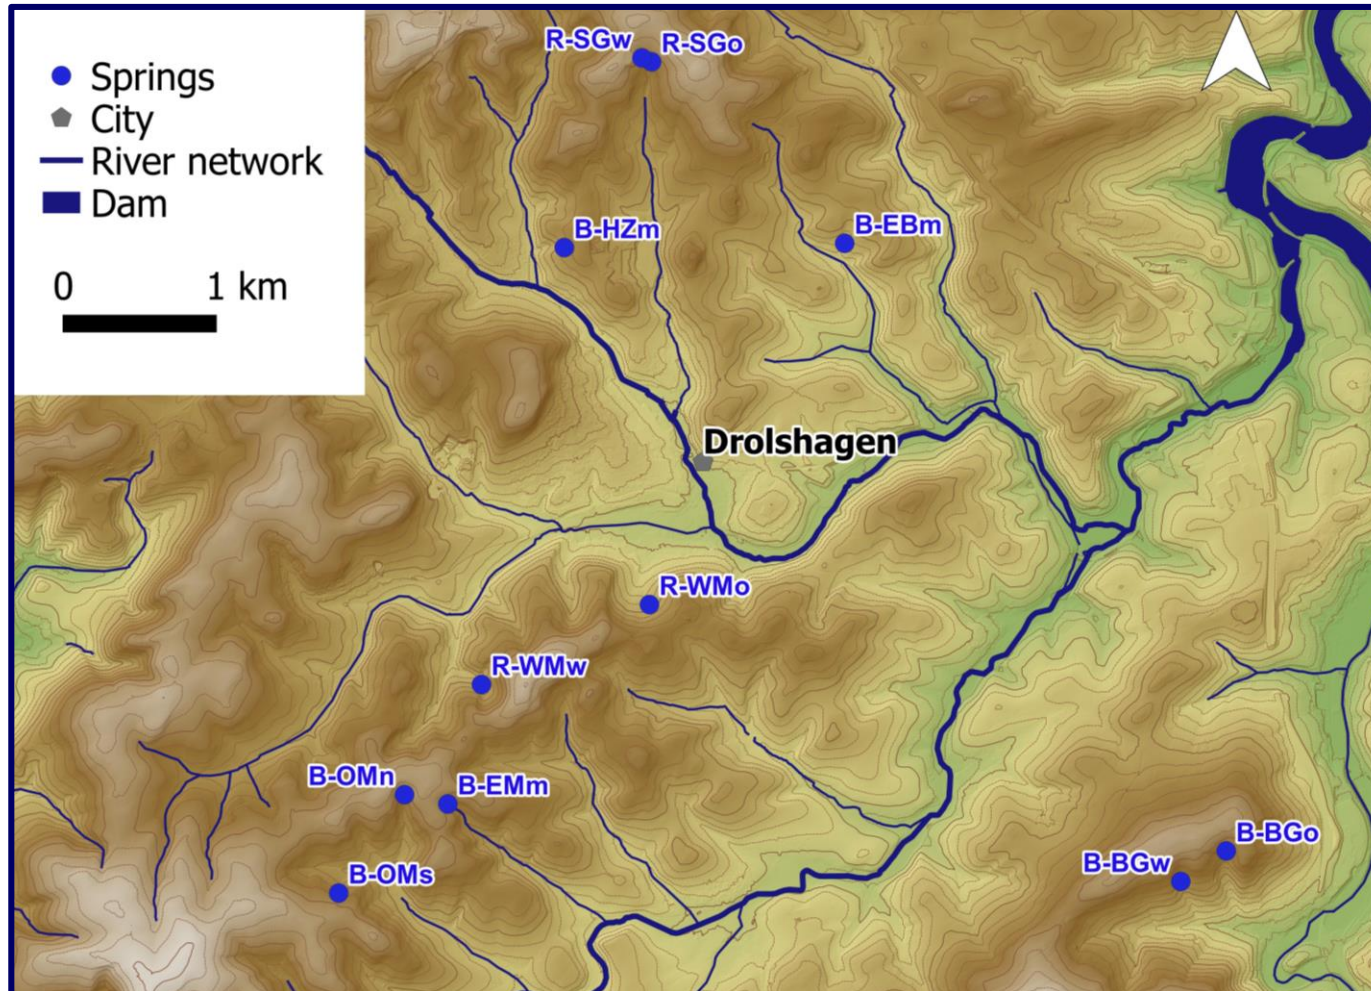 Springs
City
River network
Dam
0 1 km
R-SGw R-SGo
B-HZm
B-EBm
Drolshagen
R-WMo
R-WMw
B-OMn
B-EMm
B-OMs
B-BGo
B-BGw